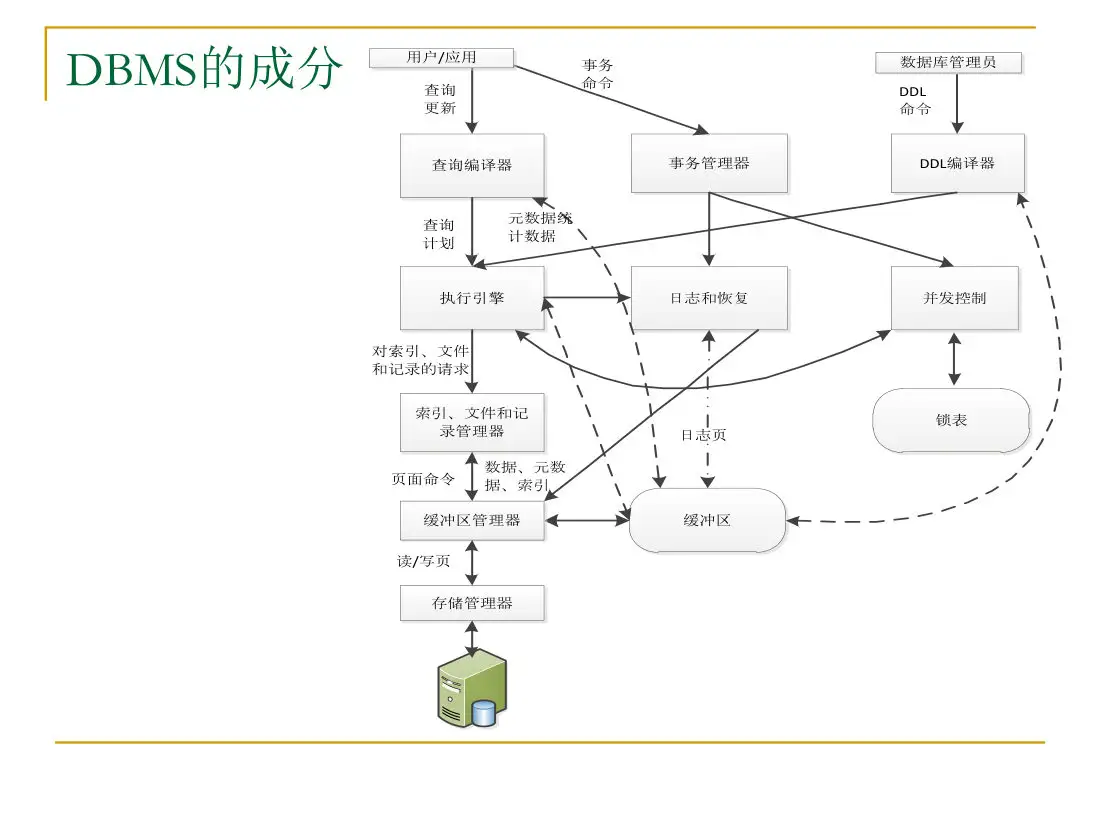 DBMS的成分
用户/应用
数据库管理员
事务
命令
查询
更新
DDL
命令
查询编译器
事务管理器
DDL编译器
查询
计划
元数据统
计数据
执行引擎
日志和恢复
并发控制
对索引、文件
和记录的请求
索引、文件和记
录管理器
锁表
日志页
页面命令
数据、元数
据、索引
缓冲区管理器
缓冲区
读/写页
存储管理器